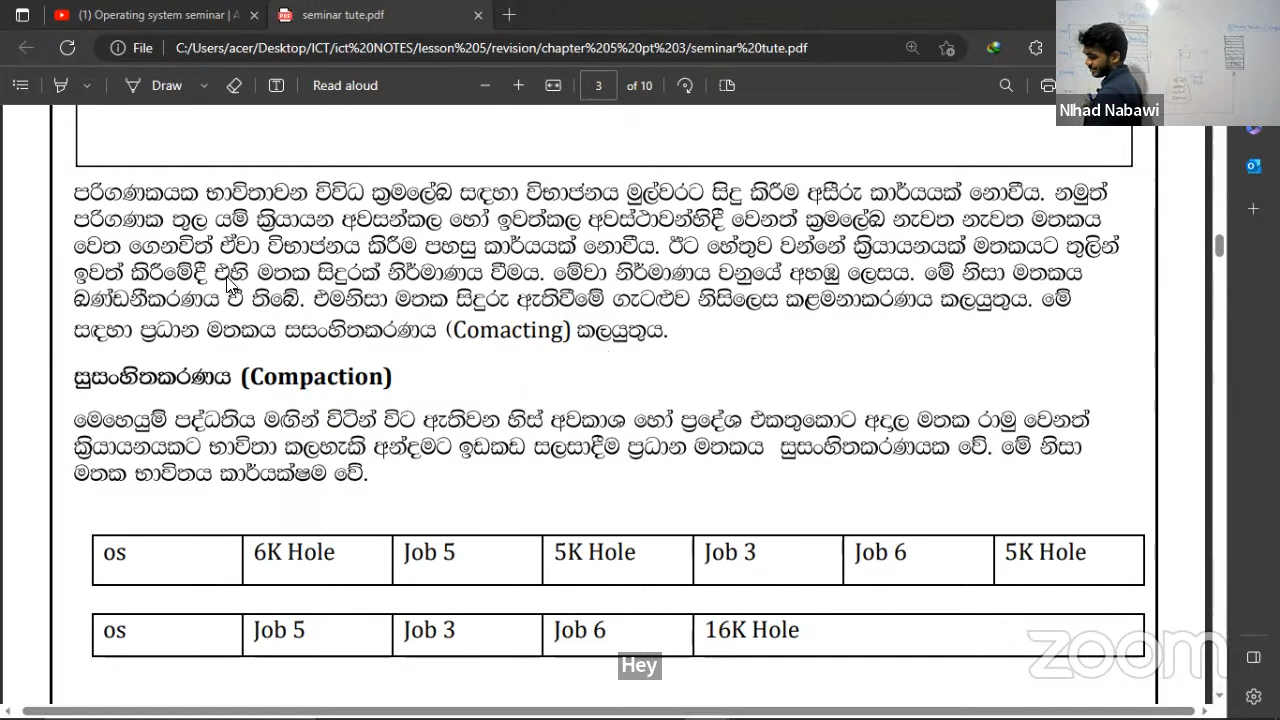 (1) Operating system seminar | A
seminar tute.pdf
File
C:/Users/acer/Desktop/ICT/ict%20NOTES/lesson%205/revision/chapter%205%20pt%203/seminar%20tute.pdf
Draw
Read aloud
3
of 10
NIhad Nabawi
පරිගණකයක භාවිතාවන විවිධ ක්‍රමලේඛ සඳහා විභාජනය මුල්වරට සිදු කිරීම අසීරු කාර්යයක් නොවීය. නමුත්
පරිගණක තුල යම් ක්‍රියායන අවසන්කල හෝ ඉවත්කල අවස්ථාවන්හිදී වෙනත් ක්‍රමලේඛ නැවත නැවත මතකය
වෙත ගෙනවිත් ඒවා විභාජනය කිරීම පහසු කාර්යයක් නොවීය. ඊට හේතුව වන්නේ ක්‍රියායනයක් මතකයට තුලින්
ඉවත් කිරීමේදී එහි මතක සිදුරක් නිර්මාණය වීමය. මේවා නිර්මාණය වනුයේ අහඹු ලෙසය. මේ නිසා මතකය
ඛණ්ඩනීකරණය වී තිබේ. එමනිසා මතක සිදුරු ඇතිවීමේ ගැටළුව නිසිලෙස කළමනාකරණය කලයුතුය. මේ
සඳහා ප්‍රධාන මතකය සසංහිතකරණය (Comacting) කලයුතුය.
සුසංහිතකරණය (Compaction)
මෙහෙයුම් පද්ධතිය මඟින් විටින් විට ඇතිවන හිස් අවකාශ හෝ ප්‍රදේශ එකතුකොට අදාල මතක රාමු වෙනත්
ක්‍රියායනයකට භාවිතා කලහැකි අන්දමට ඉඩකඩ සලසාදීම ප්‍රධාන මතකය සුසංහිතකරණයක වේ. මේ නිසා
මතක භාවිතය කාර්යක්ෂම වේ.
os 6K Hole Job 5 5K Hole Job 3 Job 6 5K Hole
os Job 5 Job 3 Job 6 16K Hole
zoom
Hey